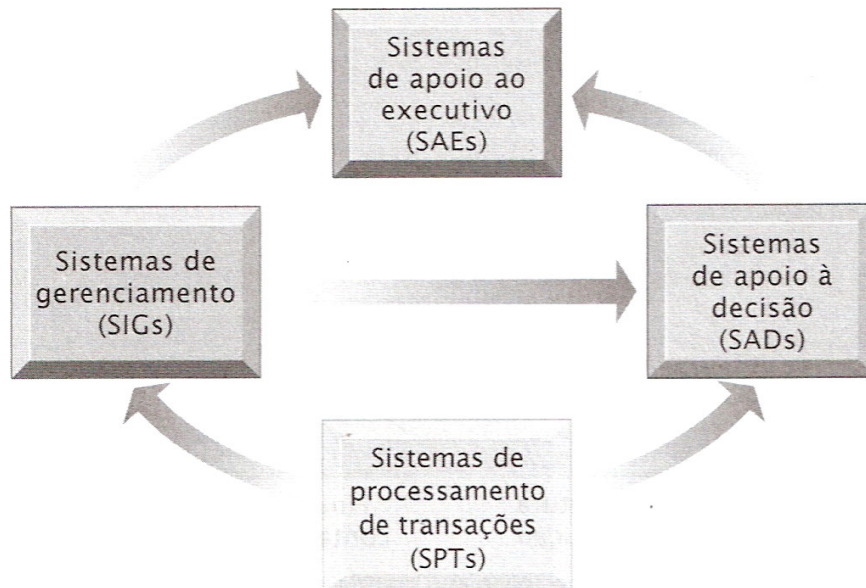 Sistemas
de apoio ao
executivo
(SAEs)
Sistemas de
gerenciamento
(SIGs)
Sistemas
de apoio à
decisão
(SADs)
Sistemas de
processamento
de transações
(SPTs)